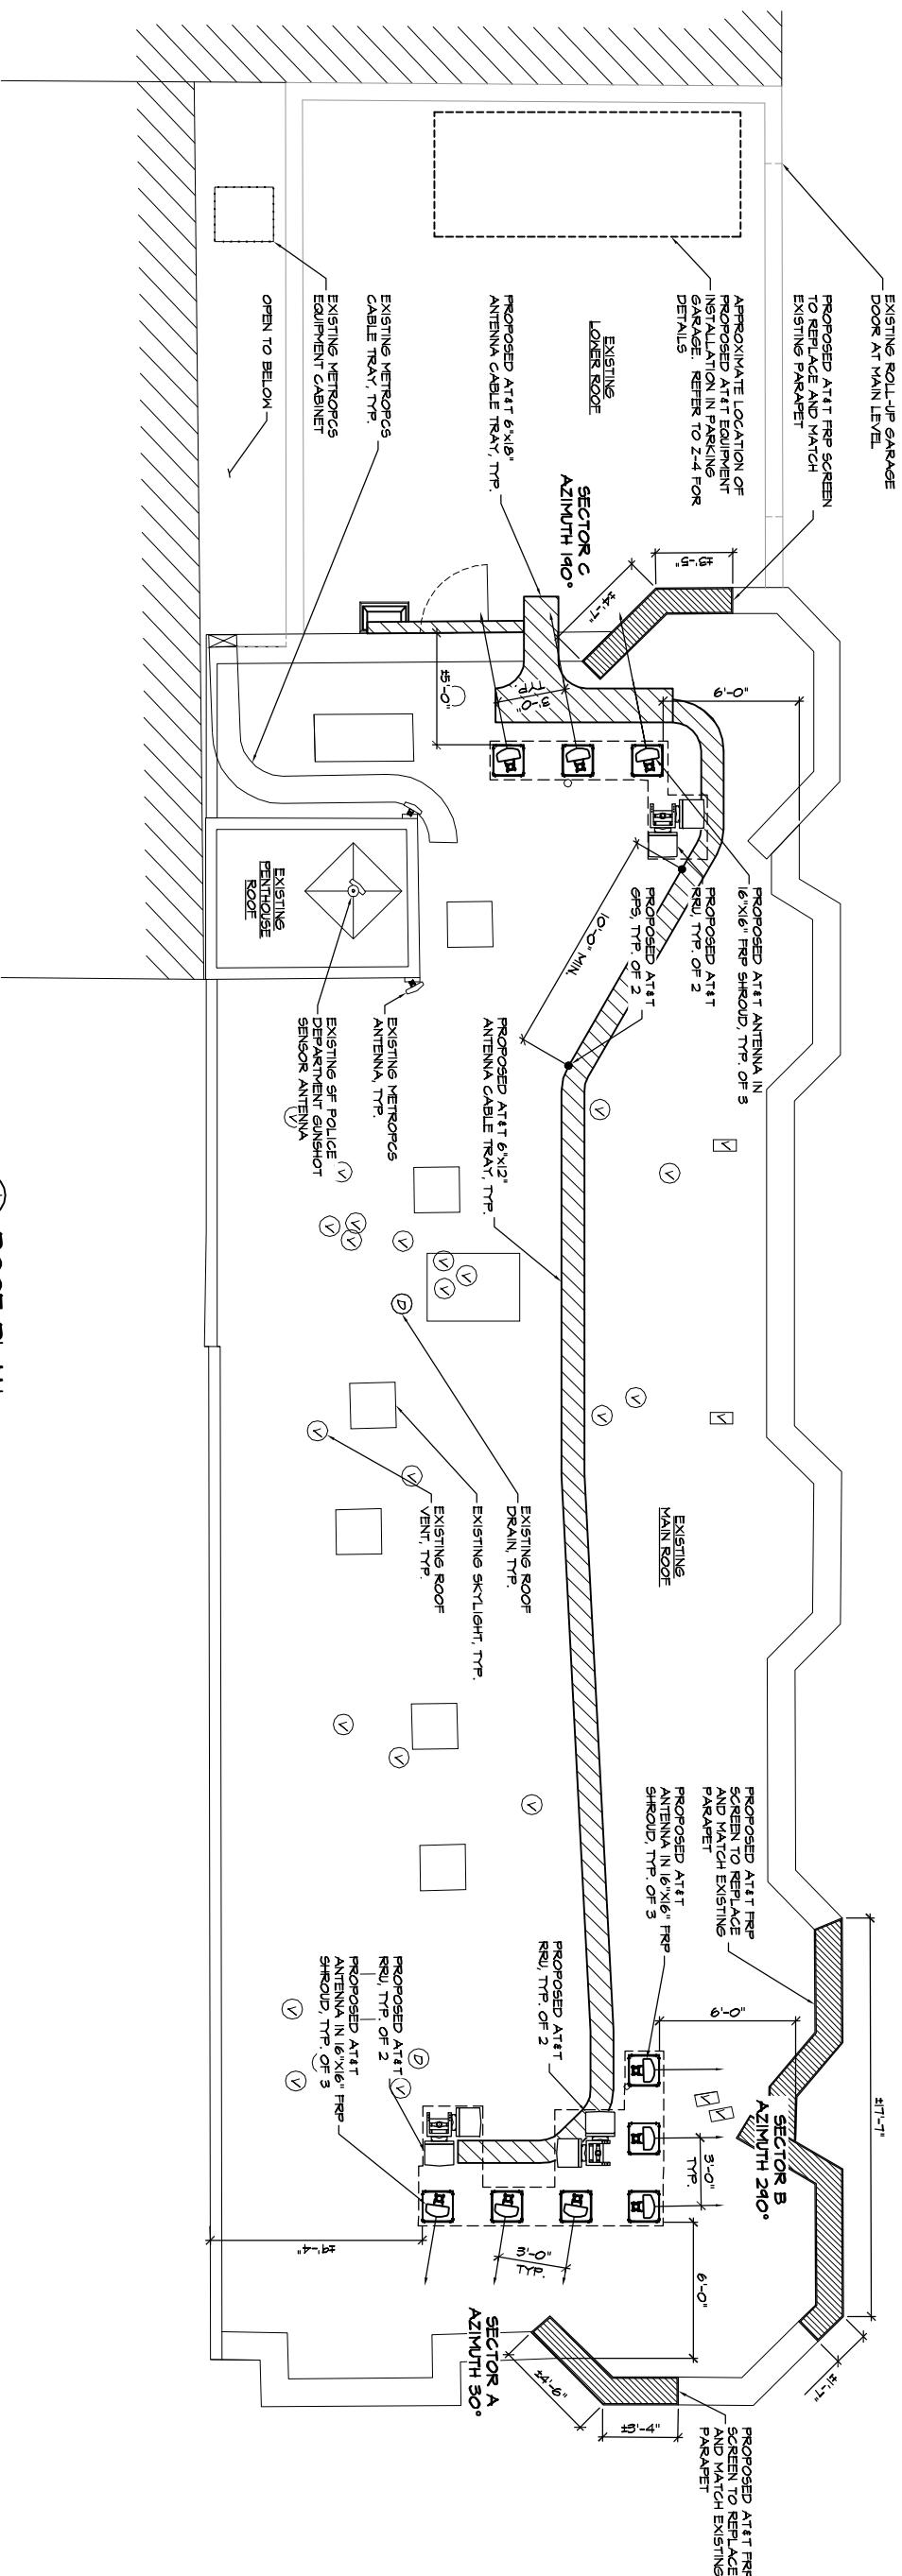 EXISTING ROLL-UP GARAGE
DOOR AT MAIN LEVEL
PROPOSED AT&T FRP SCREEN
TO REPLACE AND MATCH
EXISTING PARAPET
APPROXIMATE LOCATION OF
PROPOSED AT&T EQUIPMENT
INSTALLATION IN PARKING
GARAGE. REFER TO Z-4 FOR
DETAILS
EXISTING
LOWER ROOF
PROPOSED AT&T 6"x18"
ANTENNA CABLE TRAY, TYP.
EXISTING METROPCS
CABLE TRAY, TYP.
EXISTING METROPCS
EQUIPMENT CABINET
OPEN TO BELOW
SECTOR C
AZIMUTH 190°
±4'-7"
6'-0"
3'-0"
TYP.
±5'-0"
PROPOSED AT&T ANTENNA IN
16"X16" FRP SHROUD, TYP. OF 3
PROPOSED AT&T
RRU, TYP. OF 2
PROPOSED AT&T
GPS, TYP. OF 2
10'-0" MIN.
EXISTING
PENTHOUSE
ROOF
PROPOSED AT&T 6"x12"
ANTENNA CABLE TRAY, TYP.
EXISTING METROPCS
ANTENNA, TYP.
EXISTING SF POLICE
DEPARTMENT GUNSHOT
SENSOR ANTENNA
V
V
V
V
V
V
V
V
V
V
V
V
D
V
V
V
V
V
EXISTING
MAIN ROOF
EXISTING ROOF
DRAIN, TYP.
EXISTING SKYLIGHT, TYP.
EXISTING ROOF
VENT, TYP.
V
V
V
PROPOSED AT&T FRP
SCREEN TO REPLACE
AND MATCH EXISTING
PARAPET
PROPOSED AT&T
ANTENNA IN 16"X16" FRP
SHROUD, TYP. OF 3
PROPOSED AT&T
RRU, TYP. OF 2
PROPOSED AT&T
RRU, TYP. OF 2
PROPOSED AT&T
ANTENNA IN 16"X16" FRP
SHROUD, TYP. OF 3
V
V
D
V
V
V
±17'-7"
6'-0"
SECTOR B
AZIMUTH 290°
3'-0"
TYP.
6'-0"
3'-0"
TYP.
±9'-4"
SECTOR A
AZIMUTH 30°
±1'-7"
±4'-6"
±3'-4"
PROPOSED AT&T FRP
SCREEN TO REPLACE
AND MATCH EXISTING
PARAPET